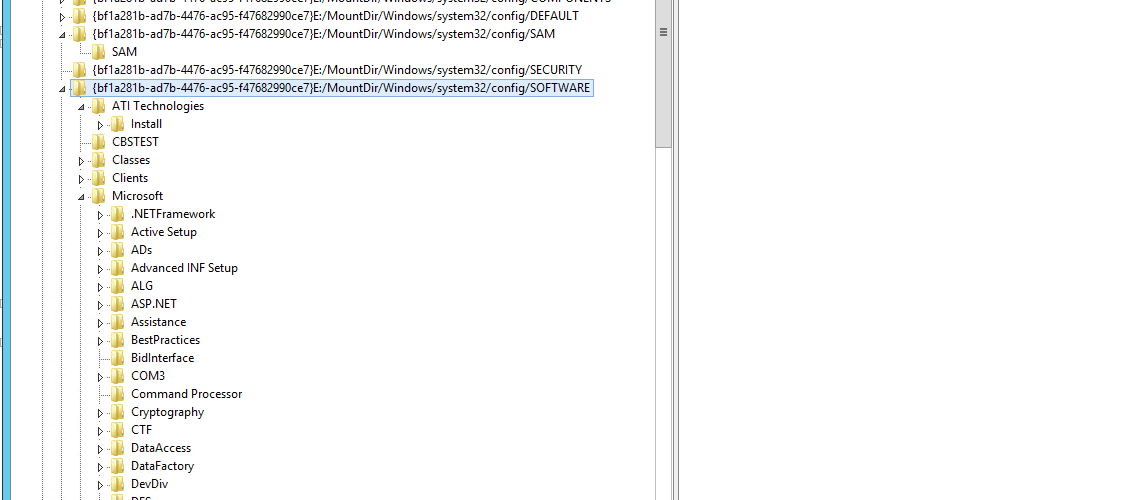 {bf1a281b-ad7b-4476-ac95-f47682990ce7}E:/MountDir/Windows/system32/config/COMPONENTS
{bf1a281b-ad7b-4476-ac95-f47682990ce7}E:/MountDir/Windows/system32/config/DEFAULT
{bf1a281b-ad7b-4476-ac95-f47682990ce7}E:/MountDir/Windows/system32/config/SAM
SAM
{bf1a281b-ad7b-4476-ac95-f47682990ce7}E:/MountDir/Windows/system32/config/SECURITY
{bf1a281b-ad7b-4476-ac95-f47682990ce7}E:/MountDir/Windows/system32/config/SOFTWARE
ATI Technologies
Install
CBSTEST
Classes
Clients
Microsoft
.NETFramework
Active Setup
ADs
Advanced INF Setup
ALG
ASP.NET
Assistance
BestPractices
BidInterface
COM3
Command Processor
Cryptography
CTF
DataAccess
DataFactory
DevDiv
DFS